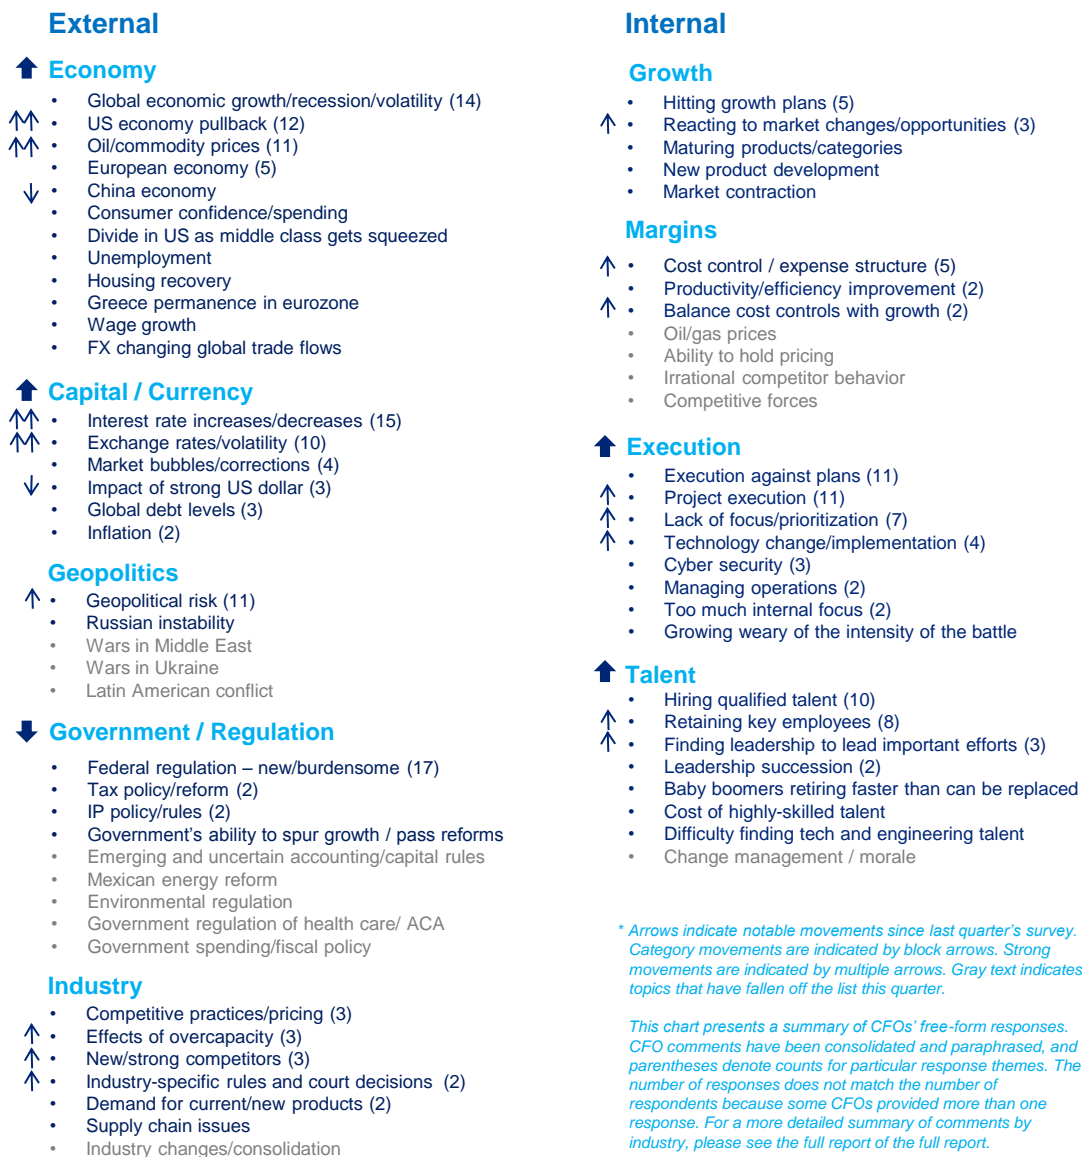 External
Economy
• Global economic growth/recession/volatility (14)
• US economy pullback (12)
• Oil/commodity prices (11)
• European economy (5)
• China economy
• Consumer confidence/spending
• Divide in US as middle class gets squeezed
• Unemployment
• Housing recovery
• Greece permanence in eurozone
• Wage growth
• FX changing global trade flows
Capital / Currency
• Interest rate increases/decreases (15)
• Exchange rates/volatility (10)
• Market bubbles/corrections (4)
• Impact of strong US dollar (3)
• Global debt levels (3)
• Inflation (2)
Geopolitics
• Geopolitical risk (11)
• Russian instability
• Wars in Middle East
• Wars in Ukraine
• Latin American conflict
Government / Regulation
• Federal regulation – new/burdensome (17)
• Tax policy/reform (2)
• IP policy/rules (2)
• Government's ability to spur growth / pass reforms
• Emerging and uncertain accounting/capital rules
• Mexican energy reform
• Environmental regulation
• Government regulation of health care/ ACA
• Government spending/fiscal policy
Industry
• Competitive practices/pricing (3)
• Effects of overcapacity (3)
• New/strong competitors (3)
• Industry-specific rules and court decisions (2)
• Demand for current/new products (2)
• Supply chain issues
• Industry changes/consolidation
Internal
Growth
• Hitting growth plans (5)
• Reacting to market changes/opportunities (3)
• Maturing products/categories
• New product development
• Market contraction
Margins
• Cost control / expense structure (5)
• Productivity/efficiency improvement (2)
• Balance cost controls with growth (2)
• Oil/gas prices
• Ability to hold pricing
• Irrational competitor behavior
• Competitive forces
Execution
• Execution against plans (11)
• Project execution (11)
• Lack of focus/prioritization (7)
• Technology change/implementation (4)
• Cyber security (3)
• Managing operations (2)
• Too much internal focus (2)
• Growing weary of the intensity of the battle
Talent
• Hiring qualified talent (10)
• Retaining key employees (8)
• Finding leadership to lead important efforts (3)
• Leadership succession (2)
• Baby boomers retiring faster than can be replaced
• Cost of highly-skilled talent
• Difficulty finding tech and engineering talent
• Change management / morale
* Arrows indicate notable movements since last quarter's survey.
Category movements are indicated by block arrows. Strong
movements are indicated by multiple arrows. Gray text indicates
topics that have fallen off the list this quarter.
This chart presents a summary of CFOs' free-form responses.
CFO comments have been consolidated and paraphrased, and
parentheses denote counts for particular response themes. The
number of responses does not match the number of
respondents because some CFOs provided more than one
response. For a more detailed summary of comments by
industry, please see the full report of the full report.